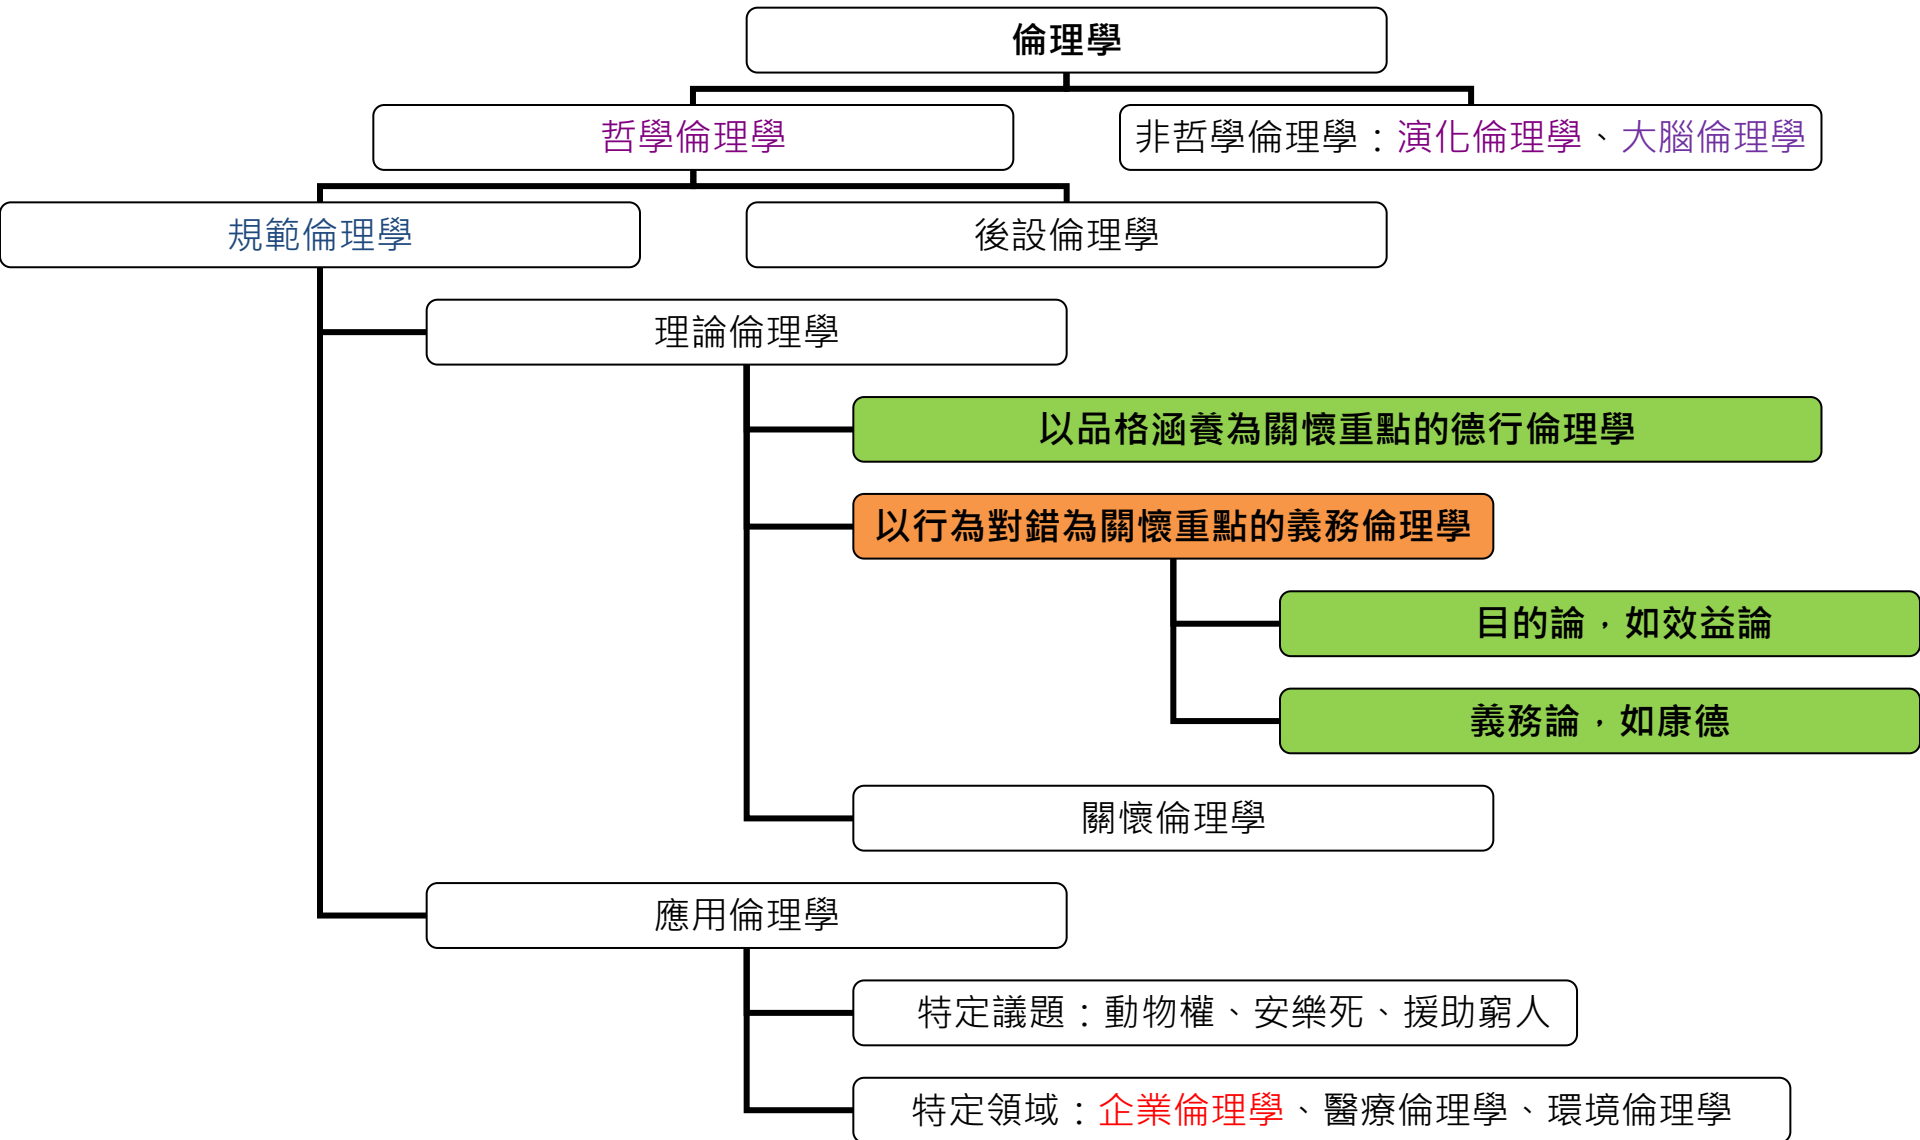 倫理學
哲學倫理學
非哲學倫理學：演化倫理學、大腦倫理學
規範倫理學
後設倫理學
理論倫理學
以品格涵養為關懷重點的德行倫理學
以行為對錯為關懷重點的義務倫理學
目的論，如效益論
義務論，如康德
關懷倫理學
應用倫理學
特定議題：動物權、安樂死、援助窮人
特定領域：企業倫理學、醫療倫理學、環境倫理學